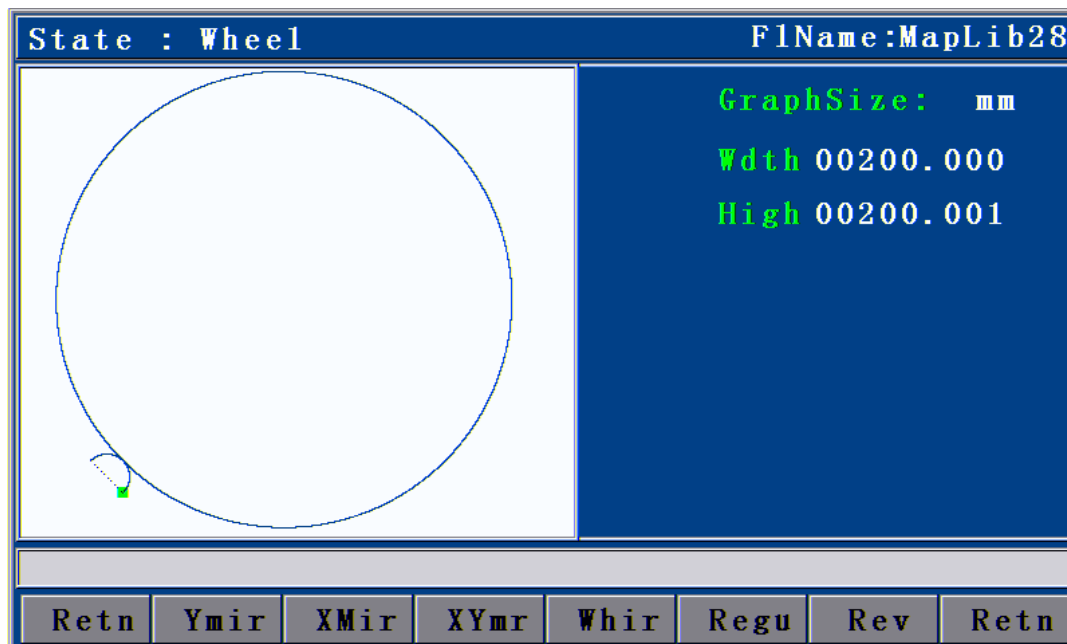 State : Wheel
FlName:MapLib28
GraphSize: mm
Wdth 00200.000
High 00200.001
Retn Ymir XMir XYmr Whir Regu Rev Retn